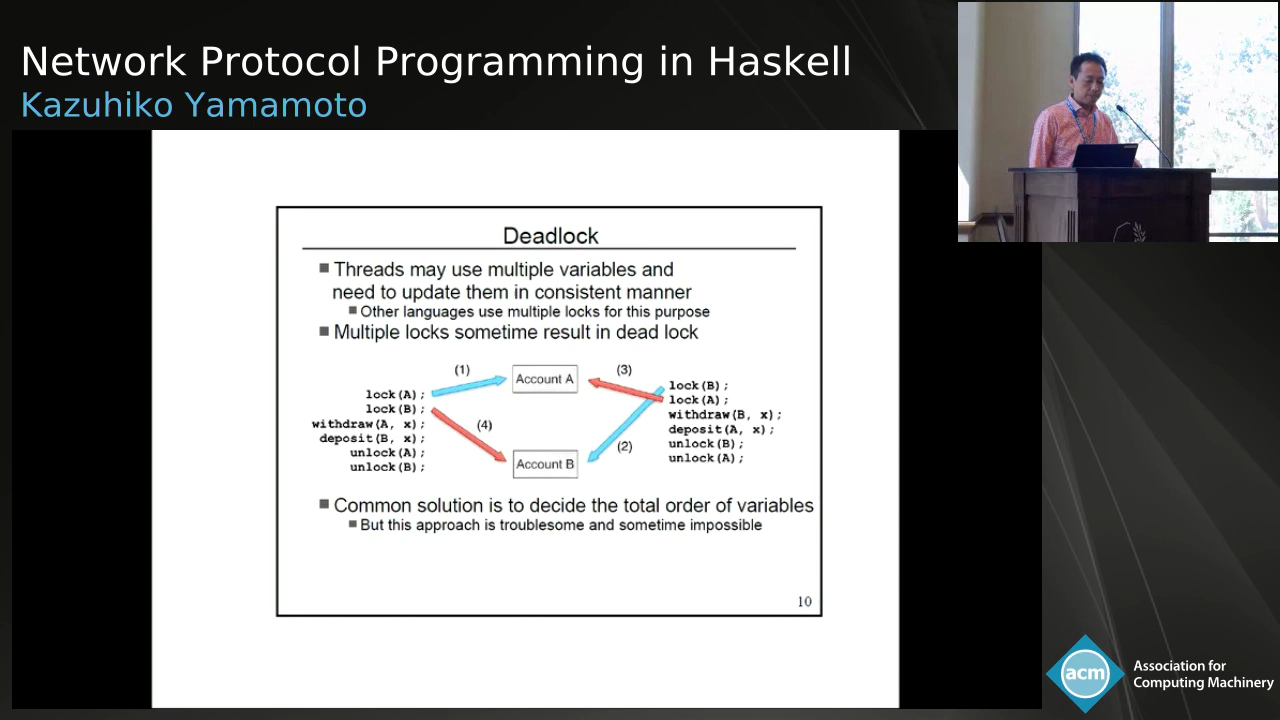 Network Protocol Programming in Haskell
Kazuhiko Yamamoto
Deadlock
Threads may use multiple variables and
need to update them in consistent manner
Other languages use multiple locks for this purpose
Multiple locks sometime result in dead lock
(1)
Account A
(3)
lock(A);
lock(B);
withdraw(A, x);
deposit(B, x);
unlock(A);
unlock(B);
(4)
Account B
(2)
lock(B);
lock(A);
withdraw(B, x);
deposit(A, x);
unlock(B);
unlock(A);
Common solution is to decide the total order of variables
But this approach is troublesome and sometime impossible
10
acm
Association for
Computing Machinery